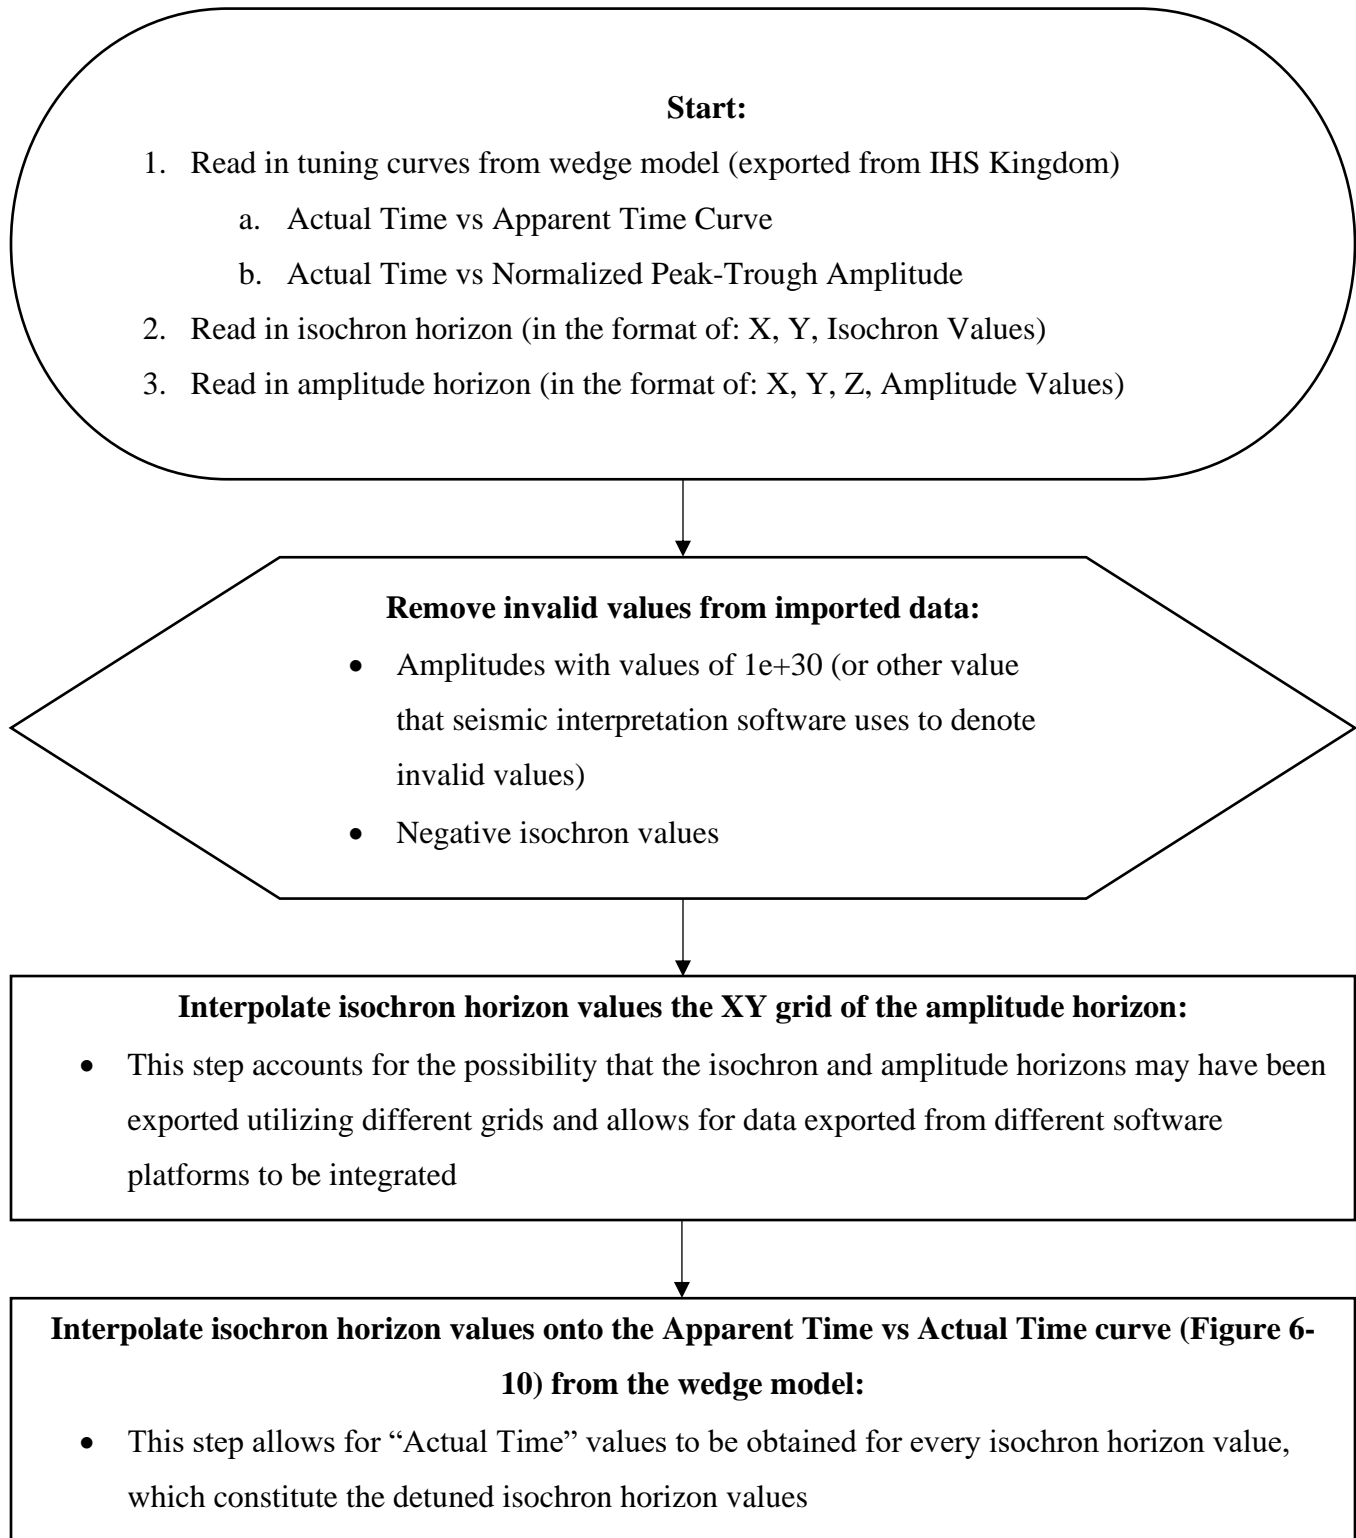 Start:
1. Read in tuning curves from wedge model (exported from IHS Kingdom)
a. Actual Time vs Apparent Time Curve
b. Actual Time vs Normalized Peak-Trough Amplitude
2. Read in isochron horizon (in the format of: X, Y, Isochron Values)
3. Read in amplitude horizon (in the format of: X, Y, Z, Amplitude Values)
Remove invalid values from imported data:
• Amplitudes with values of 1e+30 (or other value
that seismic interpretation software uses to denote
invalid values)
• Negative isochron values
Interpolate isochron horizon values the XY grid of the amplitude horizon:
• This step accounts for the possibility that the isochron and amplitude horizons may have been
exported utilizing different grids and allows for data exported from different software
platforms to be integrated
Interpolate isochron horizon values onto the Apparent Time vs Actual Time curve (Figure 6-
10) from the wedge model:
• This step allows for “Actual Time” values to be obtained for every isochron horizon value,
which constitute the detuned isochron horizon values